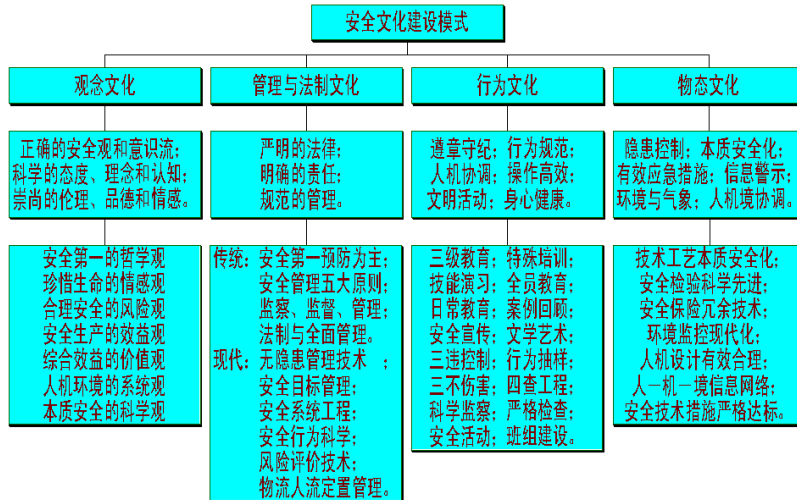 安全文化建设模式
观念文化
管理与法制文化
行为文化
物态文化
正确的安全观和意识流；
科学的态度、理念和认知；
崇尚的伦理、品德和情感。
严明的法律；
明确的责任；
规范的管理。
遵章守纪；行为规范；
人机协调；操作高效；
文明活动；身心健康。
隐患控制；本质安全化；
有效应急措施；信息警示；
环境与气象；人机境协调。
安全第一的哲学观
珍惜生命的情感观
合理安全的风险观
安全生产的效益观
综合效益的价值观
人机环境的系统观
本质安全的科学观
传统：安全第一预防为主；
安全管理五大原则；
监察、监督、管理；
法制与全面管理。
现代：无隐患管理技术 ；
安全目标管理；
安全系统工程；
安全行为科学；
风险评价技术；
物流人流定置管理。
三级教育；特殊培训；
技能演习；全员教育；
日常教育；案例回顾；
安全宣传；文学艺术；
三违控制；行为抽样；
三不伤害；四查工程；
科学监察；严格检查；
安全活动；班组建设。
技术工艺本质安全化；
安全检验科学先进；
安全保险冗余技术；
环境监控现代化；
人机设计有效合理；
人－机－境信息网络；
安全技术措施严格达标。